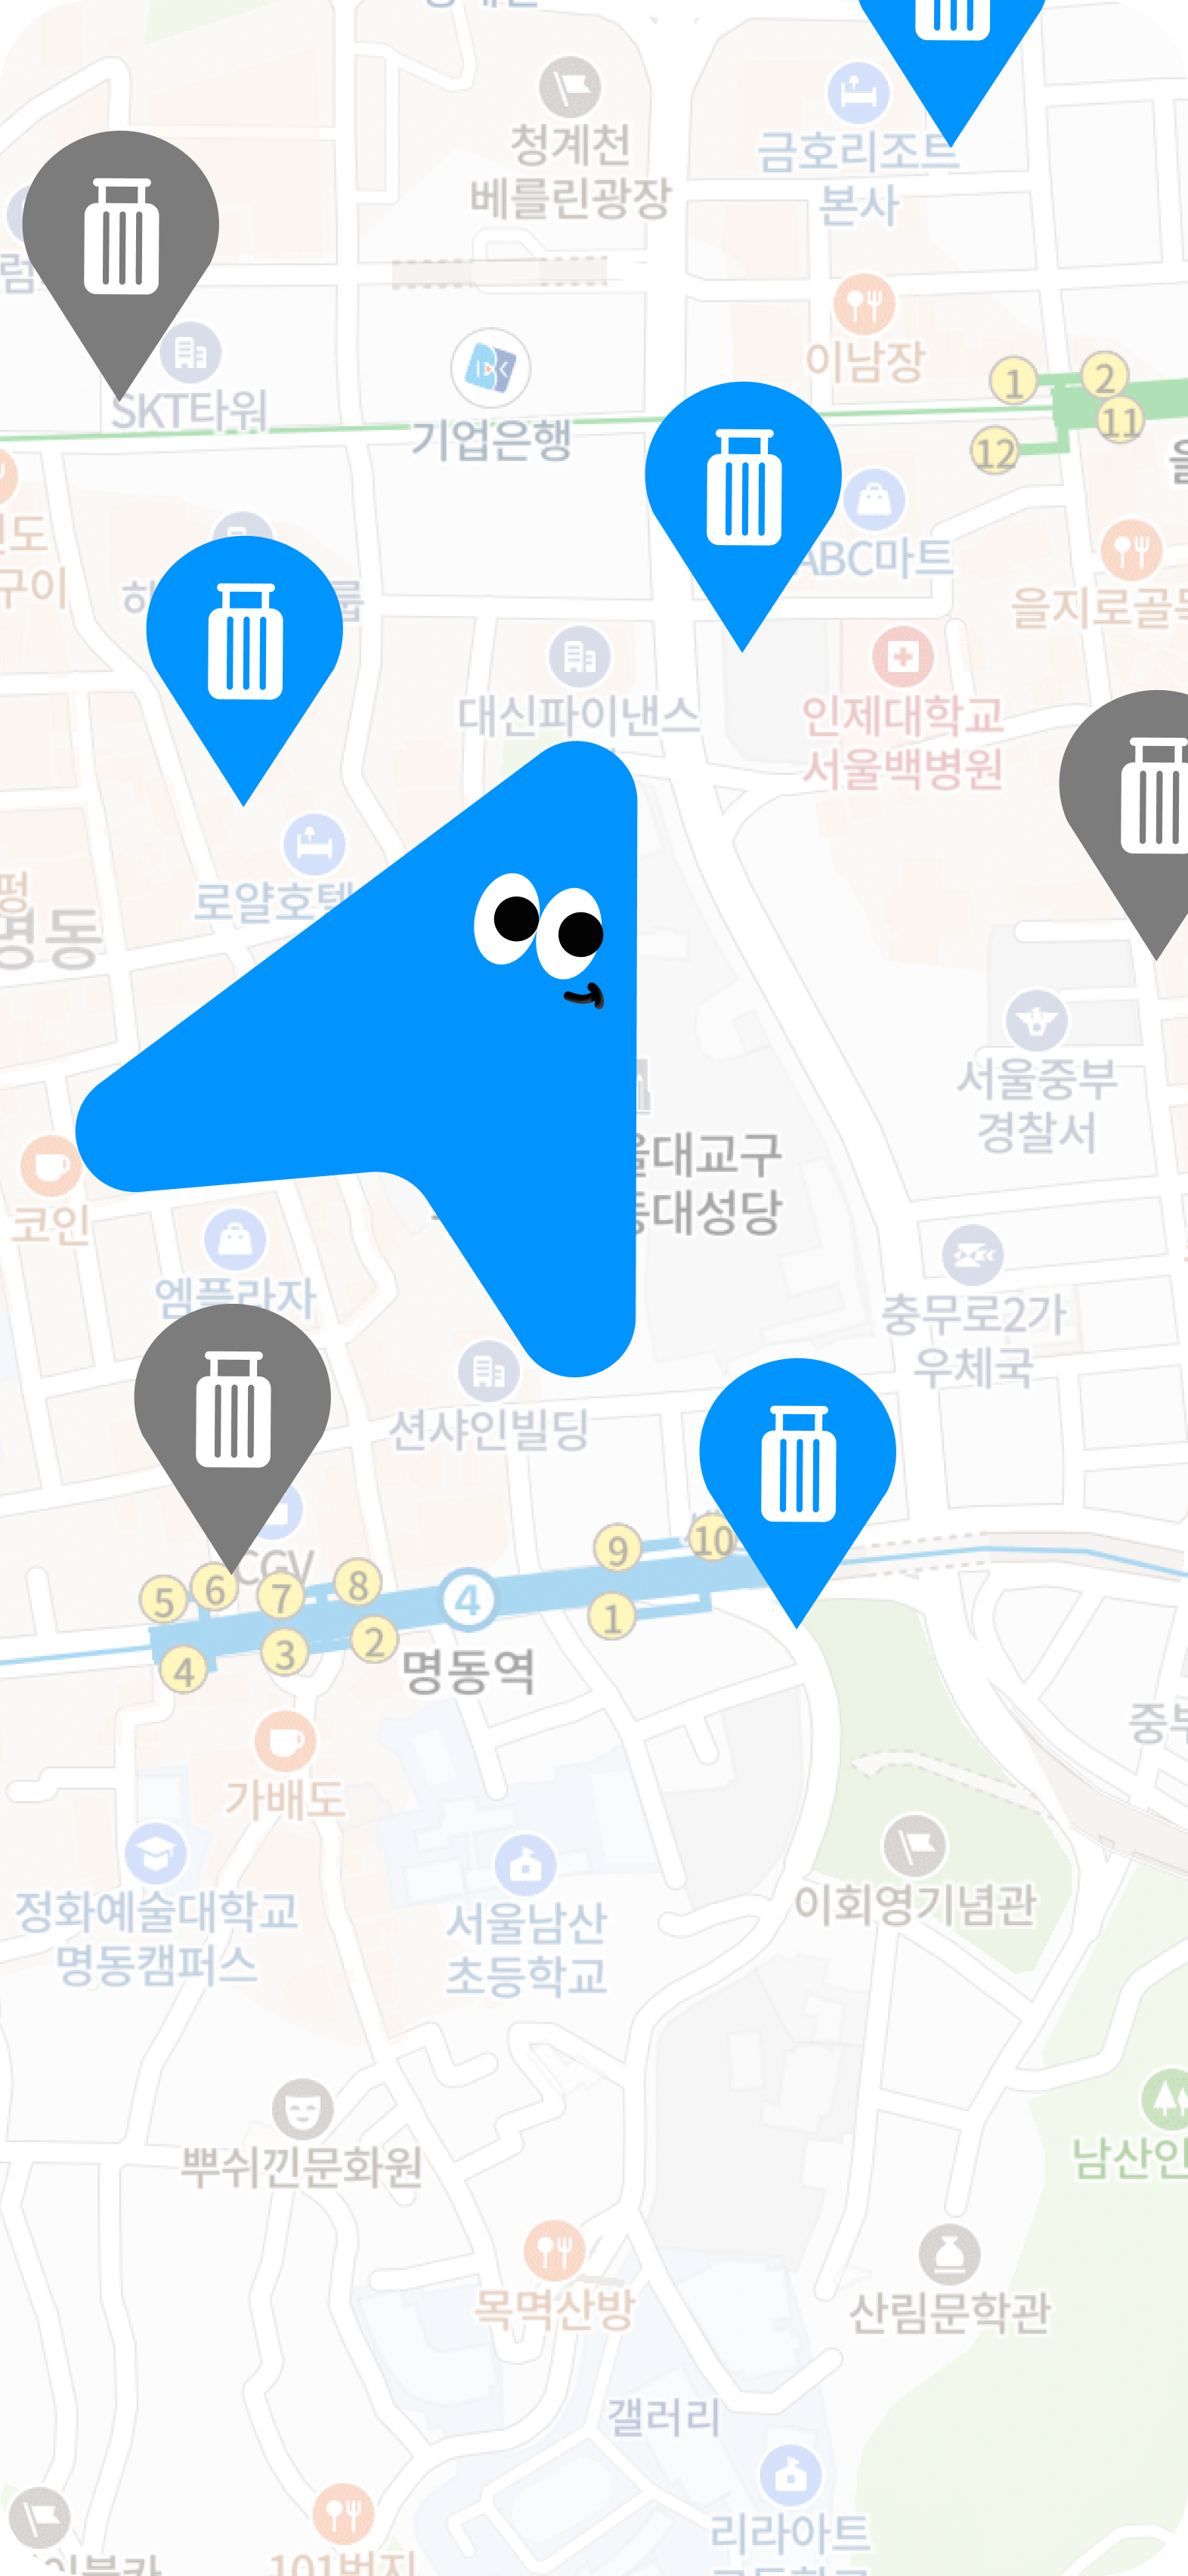 청계천
베를린광장
금호리조트
본사
이남장
SKT타워
기업은행
1
2
11
12
ABC마트
을지로골목
구이
대신파이낸스
인제대학교
서울백병원
로얄호텔
명동
서울중부
경찰서
대교구
대성당
코인
엠플라자
충무로2가
우체국
션샤인빌딩
CGV
5
6
7
8
9
10
4
1
4
3
2
명동역
가배도
이회영기념관
정화예술대학교
명동캠퍼스
서울남산
초등학교
뿌쉬낀문화원
남산인
목멱산방
산림문학관
갤러리
리라아트
101번지